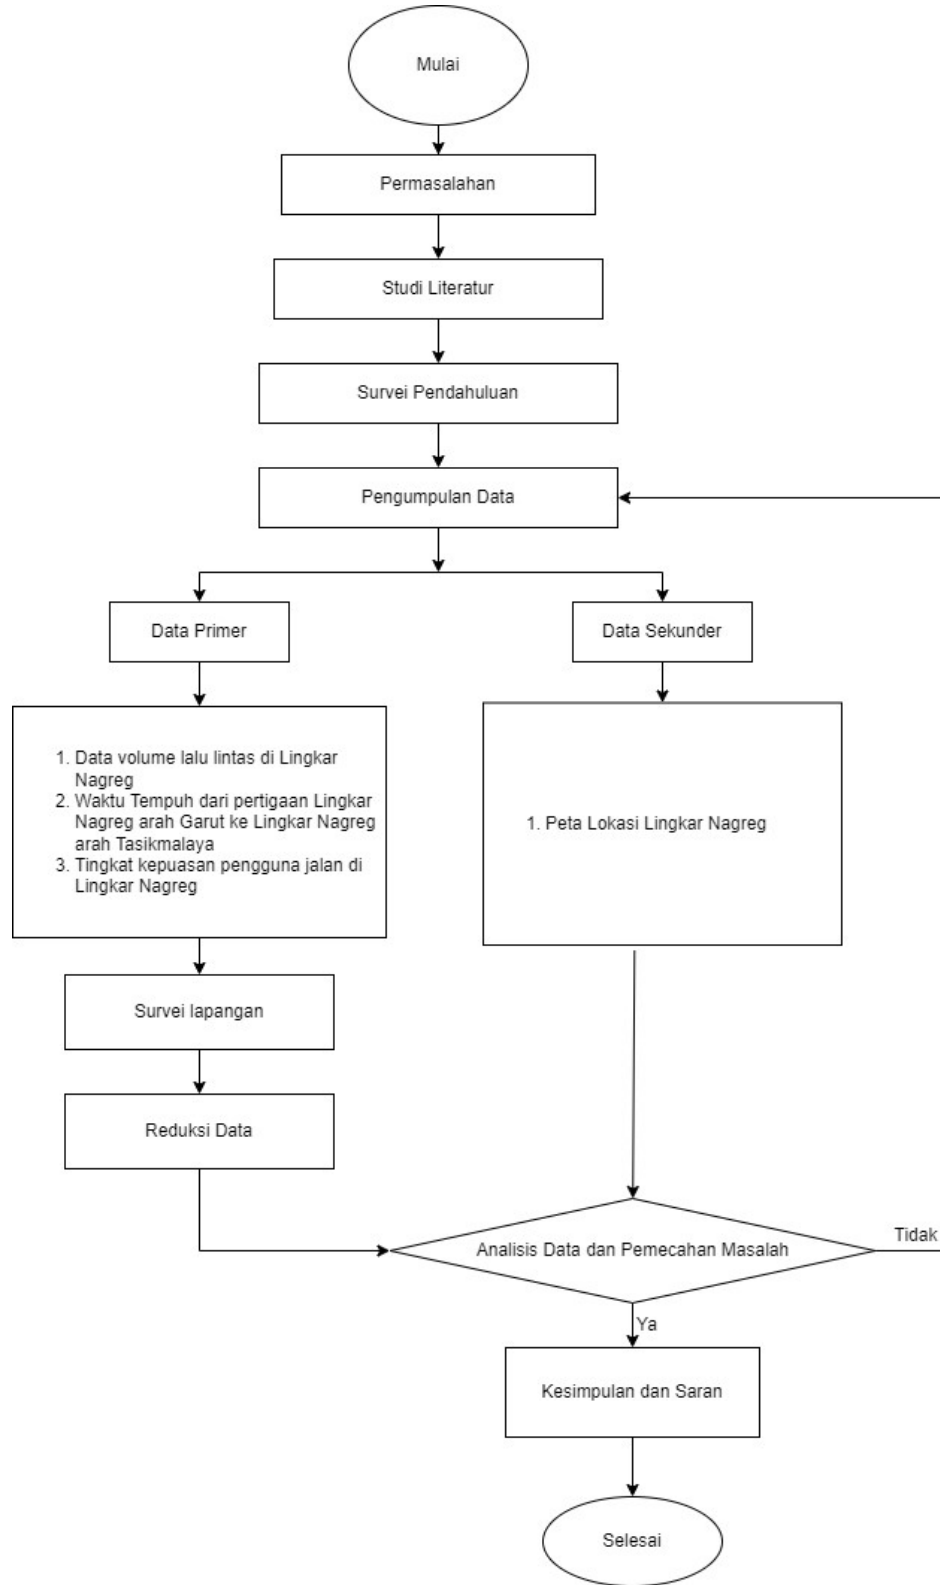 Mulai
Permasalahan
Studi Literatur
Survei Pendahuluan
Pengumpulan Data
Data Primer
Data Sekunder
1. Data volume lalu lintas di Lingkar
Nagreg
2. Waktu Tempuh dari pertigaan Lingkar
Nagreg arah Garut ke Lingkar Nagreg
arah Tasikmalaya
3. Tingkat kepuasan pengguna jalan di
Lingkar Nagreg
1. Peta Lokasi Lingkar Nagreg
Survei lapangan
Reduksi Data
Analisis Data dan Pemecahan Masalah
Tidak
Ya
Kesimpulan dan Saran
Selesai